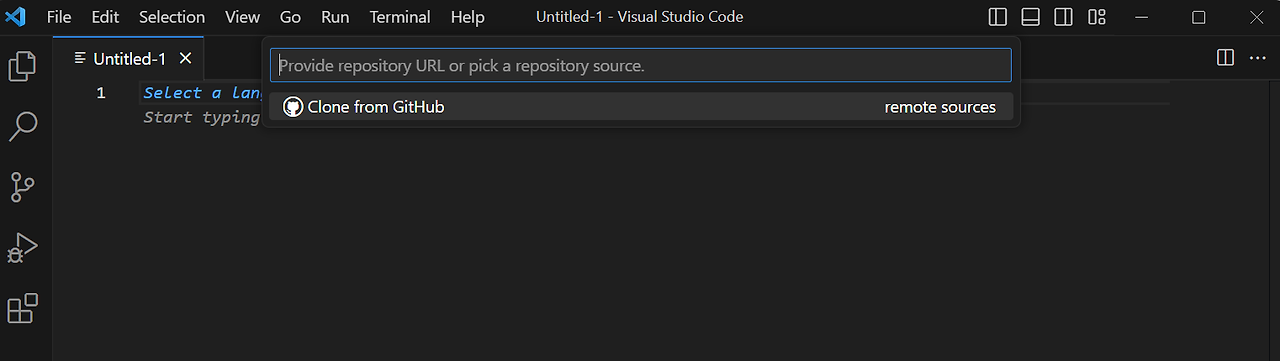 File Edit Selection View Go Run Terminal Help Untitled-1 - Visual Studio Code
Untitled-1
Provide repository URL or pick a repository source.
1 Select a lan
Clone from GitHub remote sources
Start typing